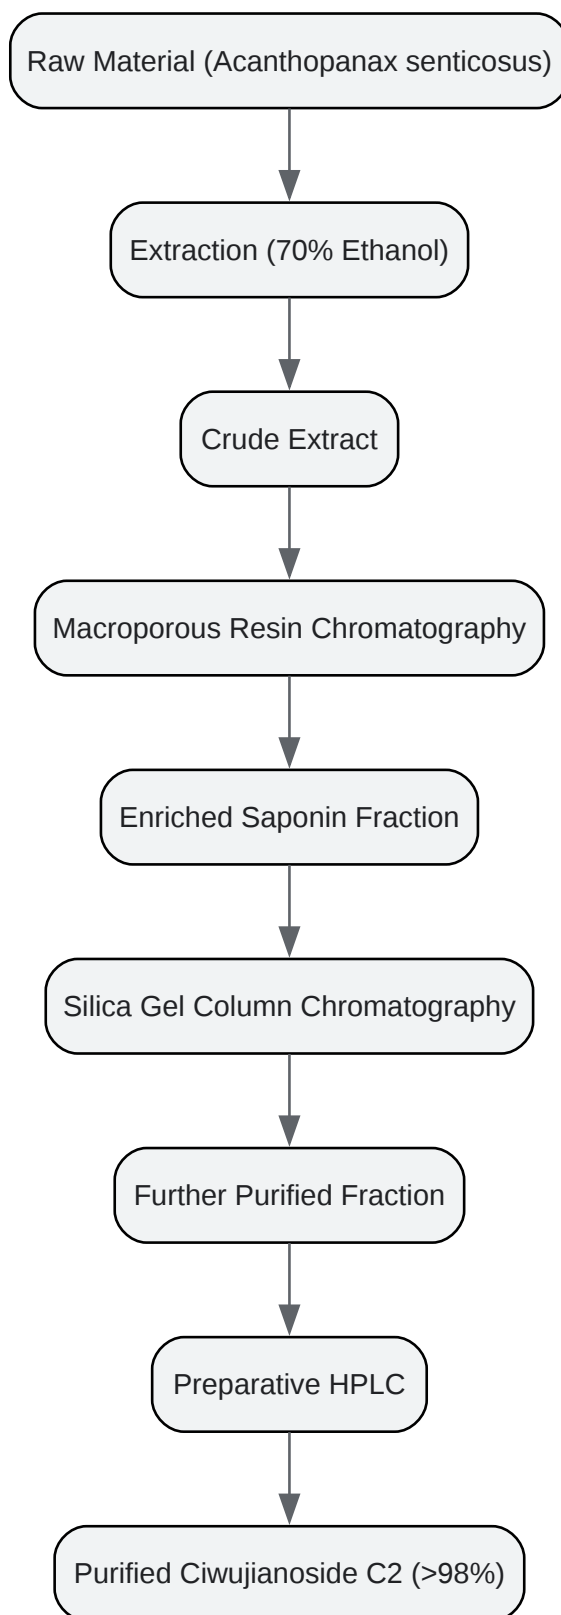 Raw Material (Acanthopanax senticosus)
Extraction (70% Ethanol)
Crude Extract
Macroporous Resin Chromatography
Enriched Saponin Fraction
Silica Gel Column Chromatography
Further Purified Fraction
Preparative HPLC
Purified Ciwujianoside C2 (>98%)